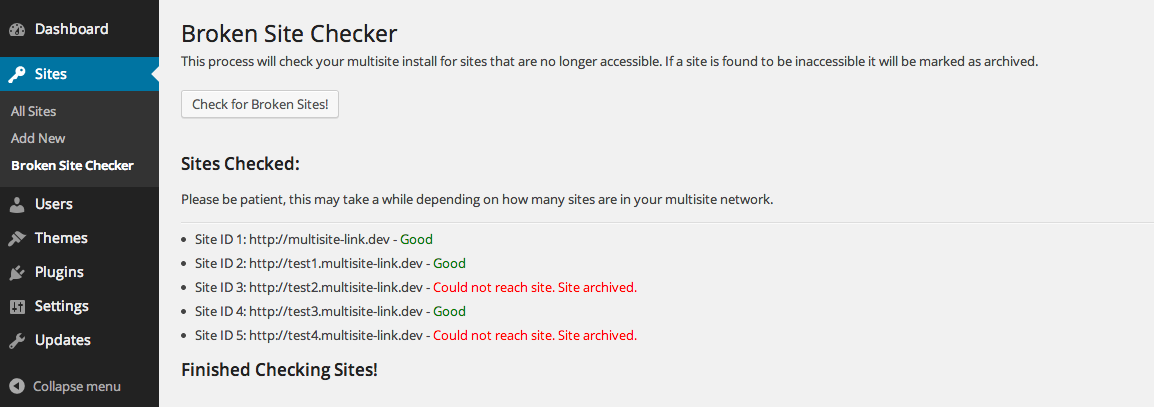 Dashboard
Sites
All Sites
Add New
Broken Site Checker
Users
Themes
Plugins
Settings
Updates
Collapse menu
Broken Site Checker
This process will check your multisite install for sites that are no longer accessible. If a site is found to be inaccessible it will be marked as archived.
Check for Broken Sites!
Sites Checked:
Please be patient, this may take a while depending on how many sites are in your multisite network.
Site ID 1: http://multisite-link.dev - Good
Site ID 2: http://test1.multisite-link.dev - Good
Site ID 3: http://test2.multisite-link.dev - Could not reach site. Site archived.
Site ID 4: http://test3.multisite-link.dev - Good
Site ID 5: http://test4.multisite-link.dev - Could not reach site. Site archived.
Finished Checking Sites!